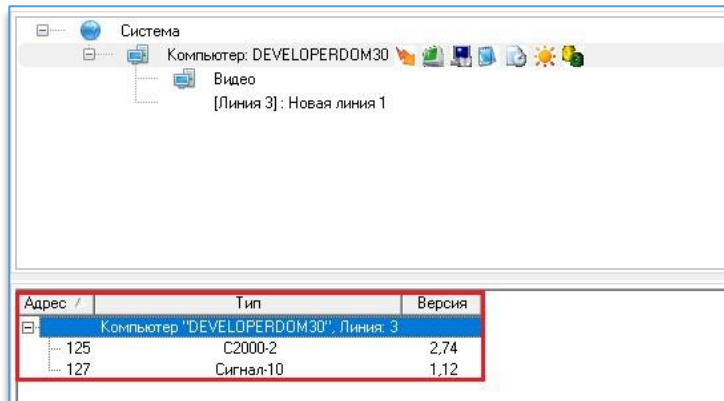 Система
Компьютер: DEVELOPERDOM30
Видео
[Линия 3] : Новая линия 1
Адрес Тип Версия
Компьютер "DEVELOPERDOM30", Линия: 3
125 С2000-2 2,74
127 Сигнал-10 1,12